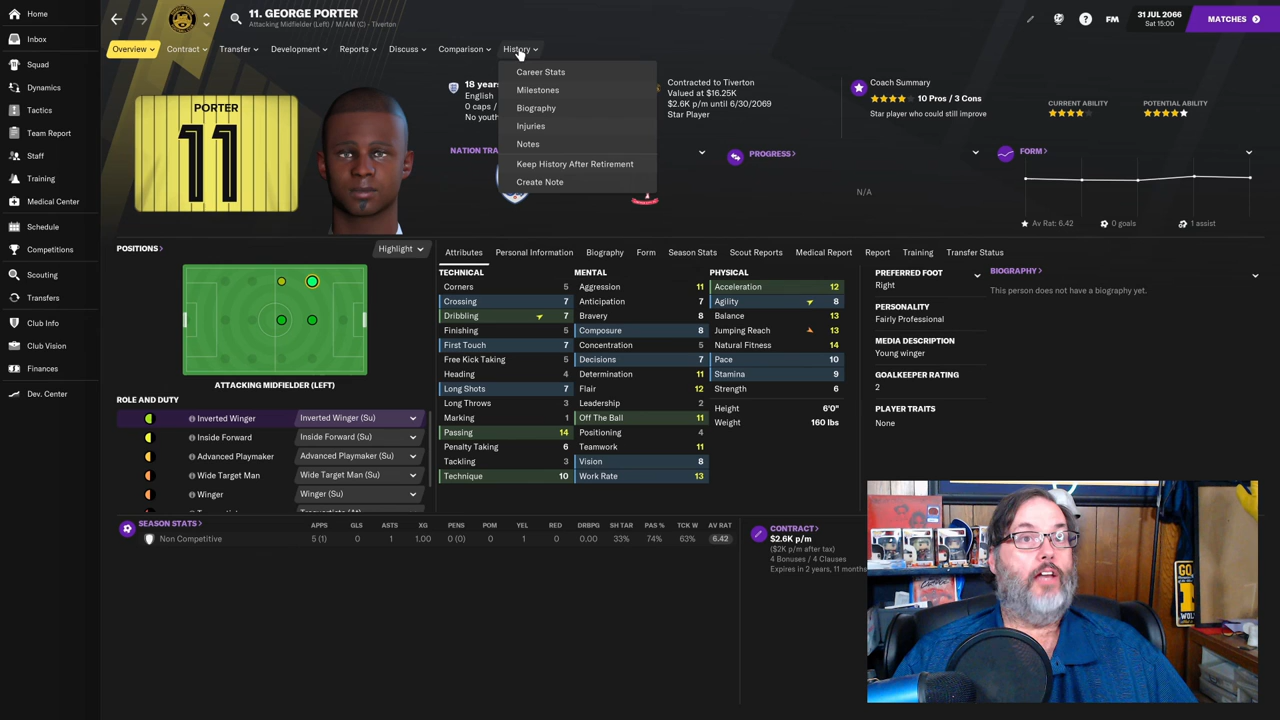 Home
Inbox
Squad
Dynamics
Tactics
Team Report
Staff
Training
Medical Center
Schedule
Competitions
Scouting
Transfers
Club Info
Club Vision
Finances
Dev. Center
11. GEORGE PORTER
Attacking Midfielder (Left) / M/AM (C) - Tiverton
FM
31 JUL 2066
Sat 15:00
MATCHES
Overview
Contract
Transfer
Development
Reports
Discuss
Comparison
History
Career Stats
Milestones
Biography
Injuries
Notes
Keep History After Retirement
Create Note
PORTER
11
18 years
English
0 caps /
No youth
NATION TRA
Contracted to Tiverton
Valued at $16.25K
$2.6K p/m until 6/30/2069
Star Player
Coach Summary
10 Pros / 3 Cons
Star player who could still improve
CURRENT ABILITY
POTENTIAL ABILITY
PROGRESS
N/A
FORM
Av Rat: 6.42
0 goals
1 assist
POSITIONS
Highlight
ATTACKING MIDFIELDER (LEFT)
ROLE AND DUTY
Inverted Winger Inverted Winger (Su)
Inside Forward Inside Forward (Su)
Advanced Playmaker Advanced Playmaker (Su)
Wide Target Man Wide Target Man (Su)
Winger Winger (Su)
Attributes Personal Information Biography Form Season Stats Scout Reports Medical Report Report Training Transfer Status
TECHNICAL
Corners 5
Crossing 7
Dribbling 7
Finishing 5
First Touch 7
Free Kick Taking 5
Heading 4
Long Shots 7
Long Throws 3
Marking 1
Passing 14
Penalty Taking 6
Tackling 3
Technique 10
MENTAL
Aggression 11
Anticipation 7
Bravery 8
Composure 8
Concentration 5
Decisions 7
Determination 11
Flair 12
Leadership 2
Off The Ball 11
Positioning 4
Teamwork 11
Vision 8
Work Rate 13
PHYSICAL
Acceleration 12
Agility 8
Balance 13
Jumping Reach 13
Natural Fitness 14
Pace 10
Stamina 9
Strength 6
Height 6'0"
Weight 160 lbs
PREFERRED FOOT
Right
PERSONALITY
Fairly Professional
MEDIA DESCRIPTION
Young winger
GOALKEEPER RATING
2
PLAYER TRAITS
None
BIOGRAPHY
This person does not have a biography yet.
SEASON STATS
APPS GLS ASTS XG PENS POM YEL RED DRBPG SH TAR PAS % TCK W AV RAT
Non Competitive 5 (1) 0 1 1.00 0 (0) 0 1 0 0.00 33% 74% 63% 6.42
CONTRACT
$2.6K p/m
($2K p/m after tax)
4 Bonuses / 4 Clauses
Expires in 2 years, 11 months